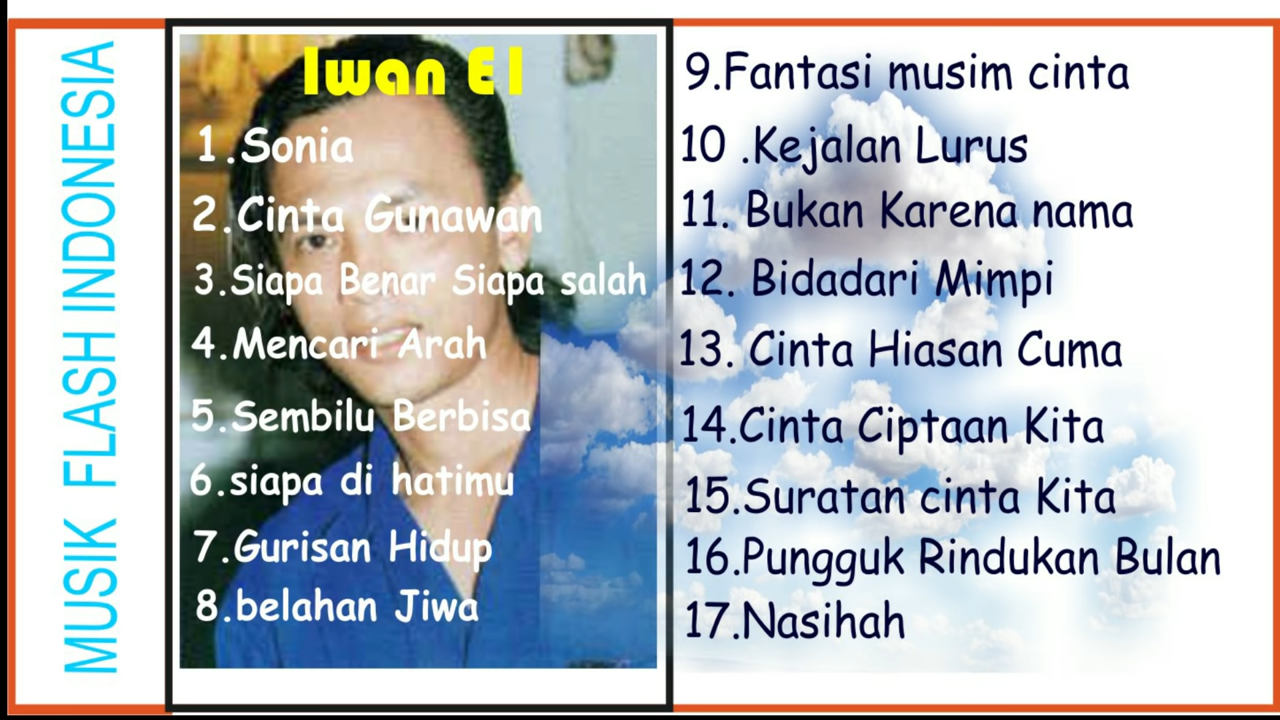 MUSIK FLASH INDONESIA
Iwan El
1.Sonia
2.Cinta Gunawan
3.Siapa Benar Siapa salah
4.Mencari Arah
5.Sembilu Berbisa
6.siapa di hatimu
7.Gurisan Hidup
8.belahan Jiwa
9.Fantasi musim cinta
10 .Kejalan Lurus
11. Bukan Karena nama
12. Bidadari Mimpi
13. Cinta Hiasan Cuma
14.Cinta Ciptaan Kita
15.Suratan cinta Kita
16.Pungguk Rindukan Bulan
17.Nasihah